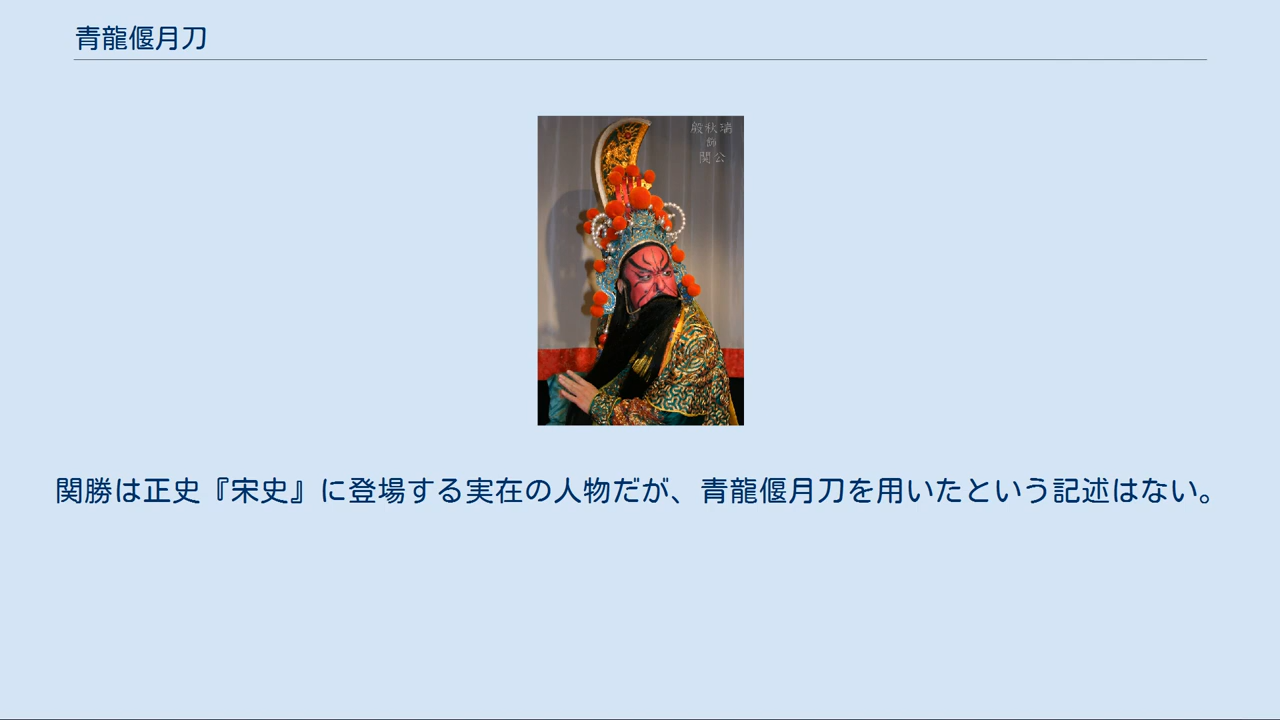 青龍偃月刀
殷秋瑞
飾
関公
関勝は正史『宋史』に登場する実在の人物だが、青龍偃月刀を用いたという記述はない。